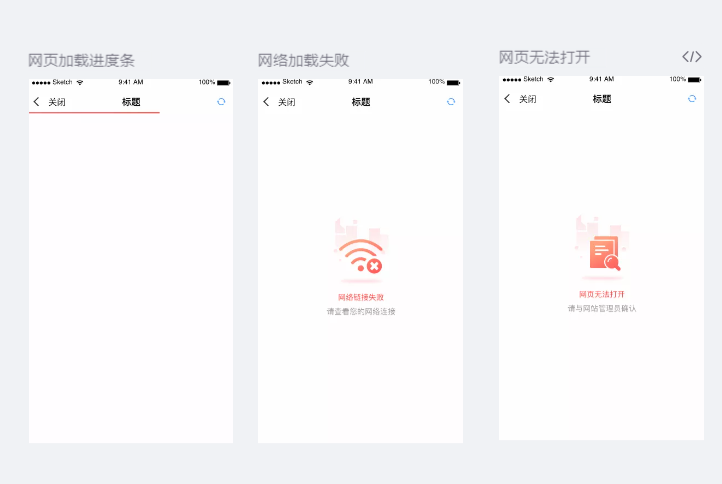 网页加载进度条
Sketch 9:41 AM 100%
关闭 标题
网络加载失败
Sketch 9:41 AM 100%
关闭 标题
网络链接失败
请查看您的网络连接
网页无法打开 </>
Sketch 9:41 AM 100%
关闭 标题
网页无法打开
请与网站管理员确认